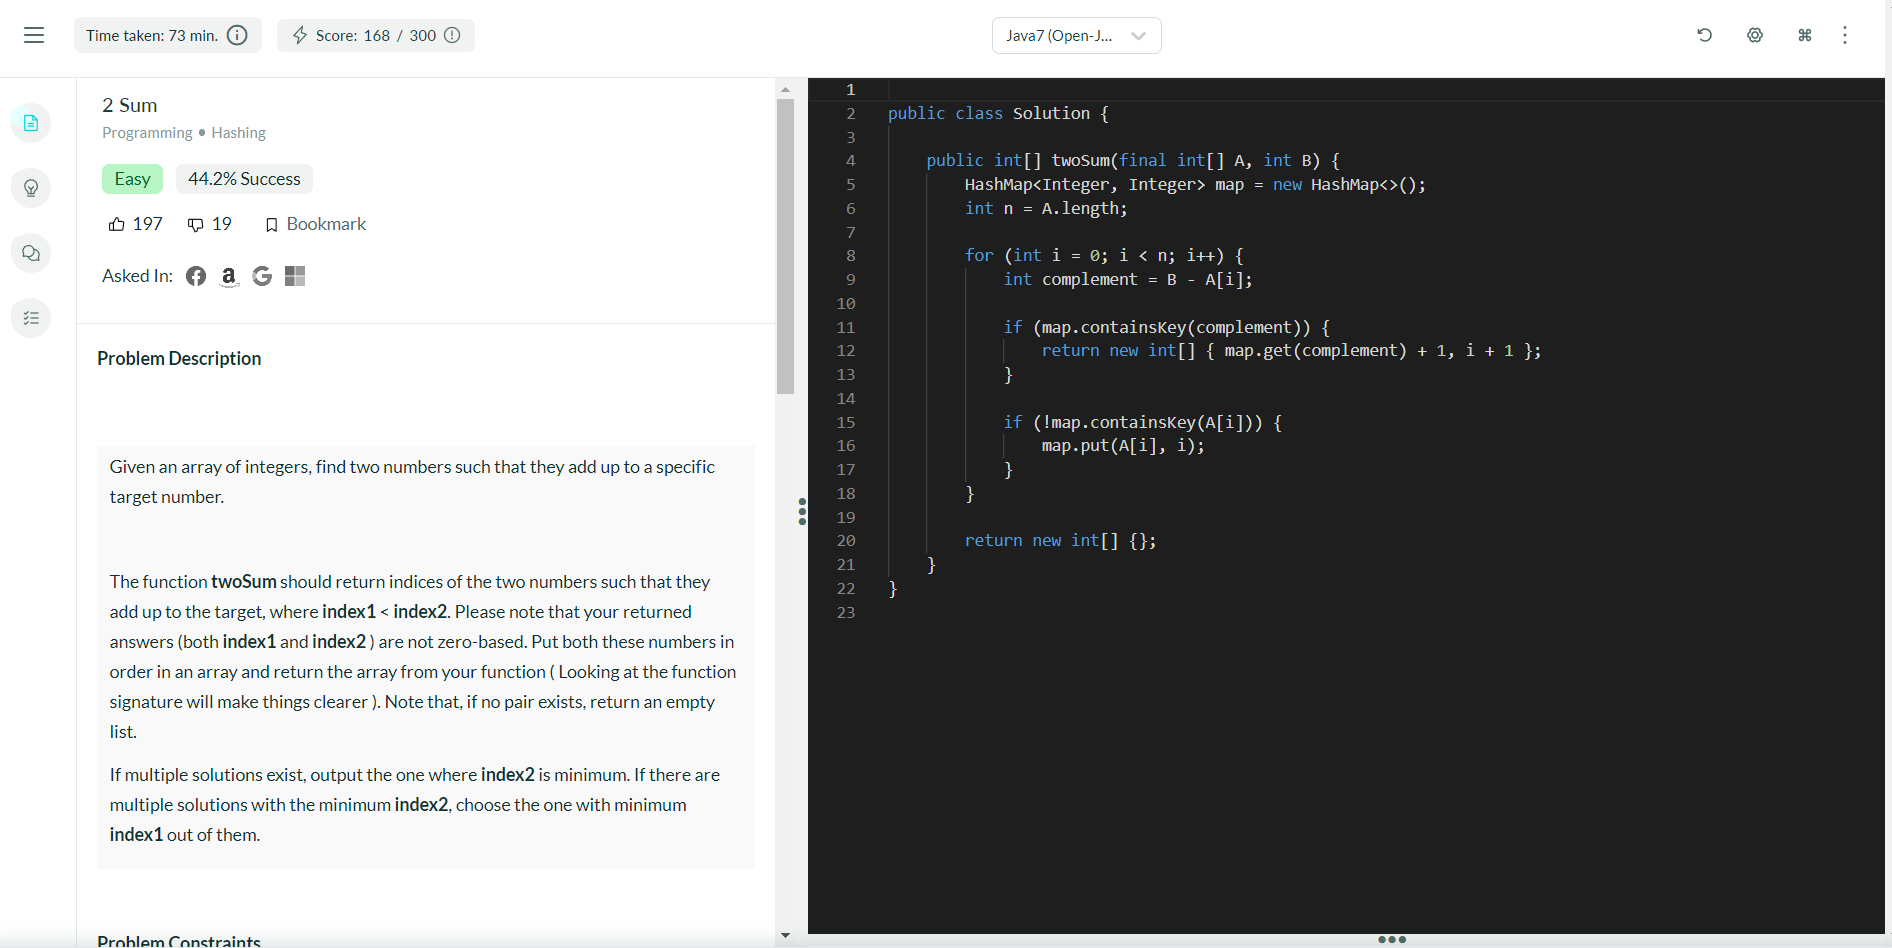 Time taken: 73 min.
Score: 168 / 300
Java7 (Open-J...
2 Sum
Programming • Hashing
Easy
44.2% Success
197
19
Bookmark
Asked In:
Problem Description
Given an array of integers, find two numbers such that they add up to a specific
target number.
The function twoSum should return indices of the two numbers such that they
add up to the target, where index1 < index2. Please note that your returned
answers (both index1 and index2 ) are not zero-based. Put both these numbers in
order in an array and return the array from your function ( Looking at the function
signature will make things clearer ). Note that, if no pair exists, return an empty
list.
If multiple solutions exist, output the one where index2 is minimum. If there are
multiple solutions with the minimum index2, choose the one with minimum
index1 out of them.
Problem Constraints
1
2 public class Solution {
3
4     public int[] twoSum(final int[] A, int B) {
5         HashMap<Integer, Integer> map = new HashMap<>();
6         int n = A.length;
7
8         for (int i = 0; i < n; i++) {
9             int complement = B - A[i];
10
11             if (map.containsKey(complement)) {
12                 return new int[] { map.get(complement) + 1, i + 1 };
13             }
14
15             if (!map.containsKey(A[i])) {
16                 map.put(A[i], i);
17             }
18         }
19
20         return new int[] {};
21     }
22 }
23